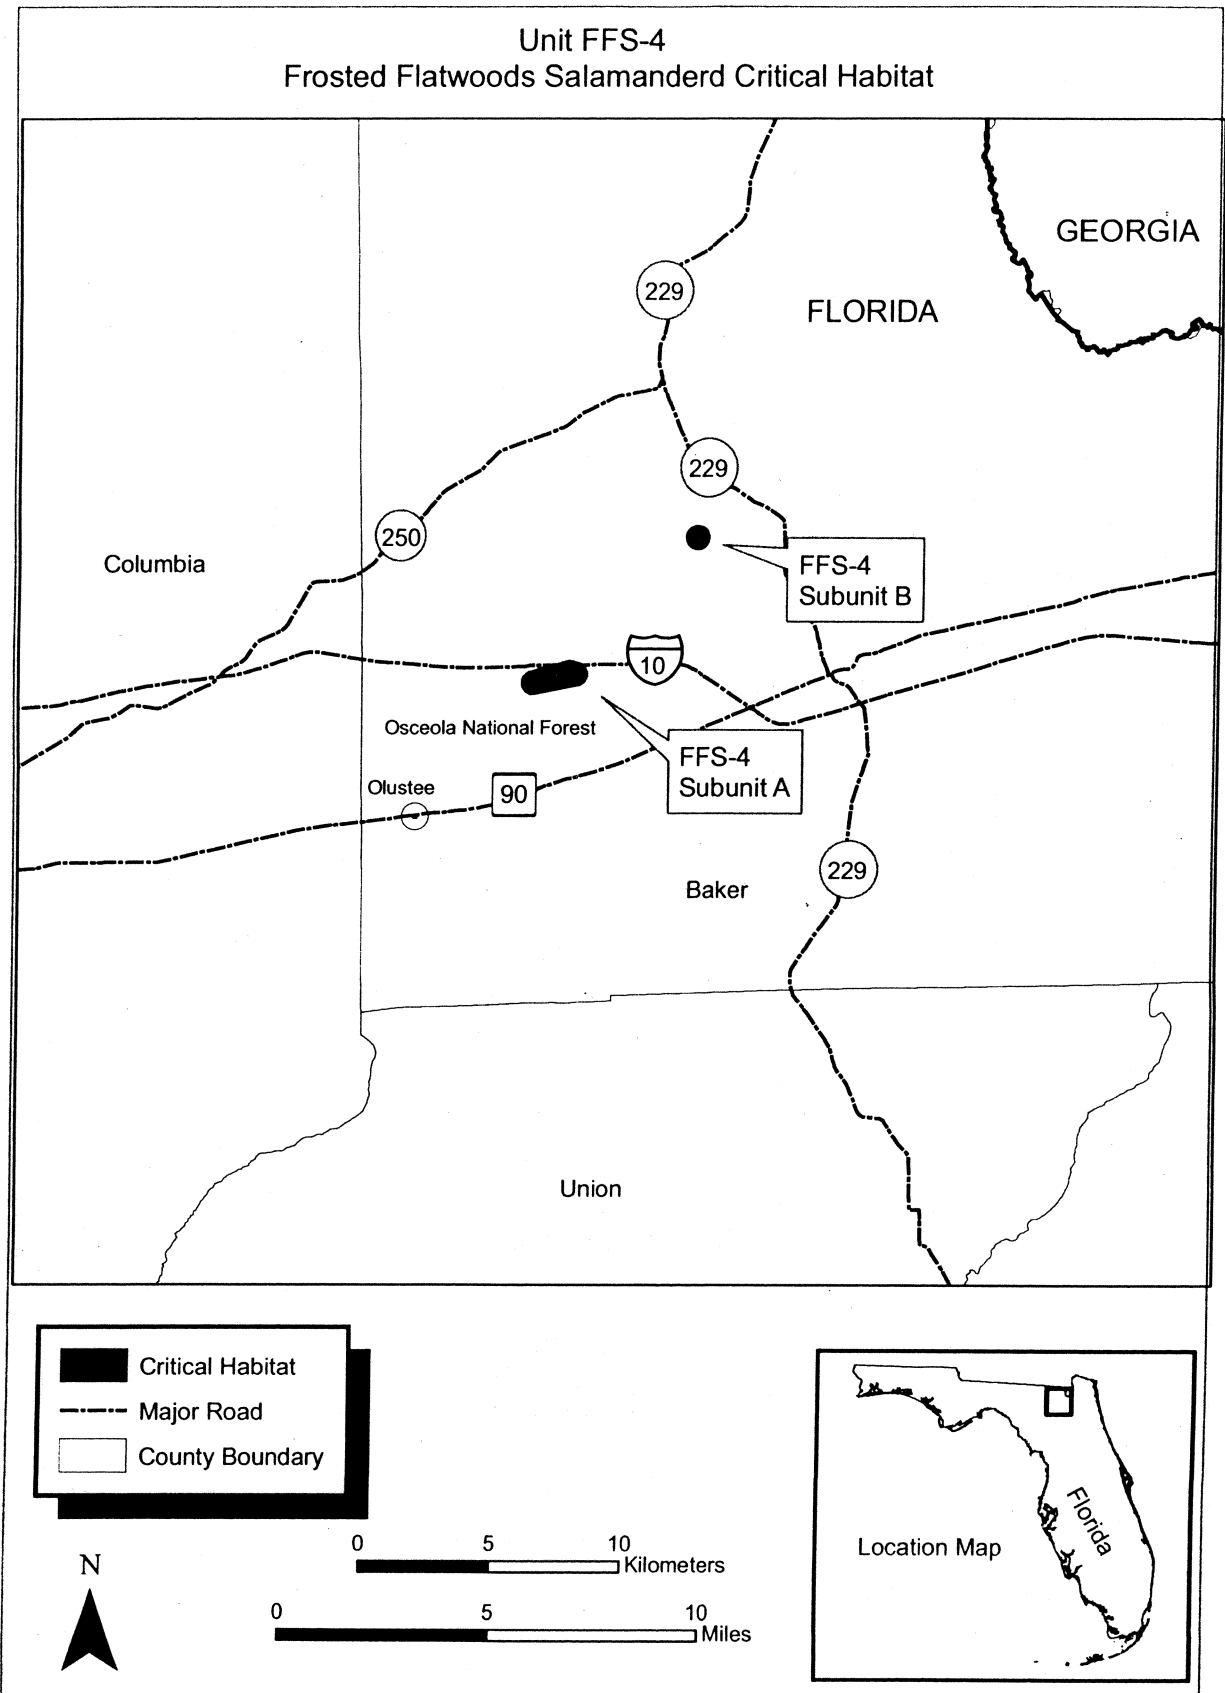 Unit FFS-4
Frosted Flatwoods Salamanderd Critical Habitat
GEORGIA
229
FLORIDA
229
250
Columbia
FFS-4
Subunit B
10
Osceola National Forest
FFS-4
Subunit A
Olustee
90
229
Baker
Union
Critical Habitat
Major Road
County Boundary
0 5 10
Kilometers
N
0 5 10
Miles
Florida
Location Map